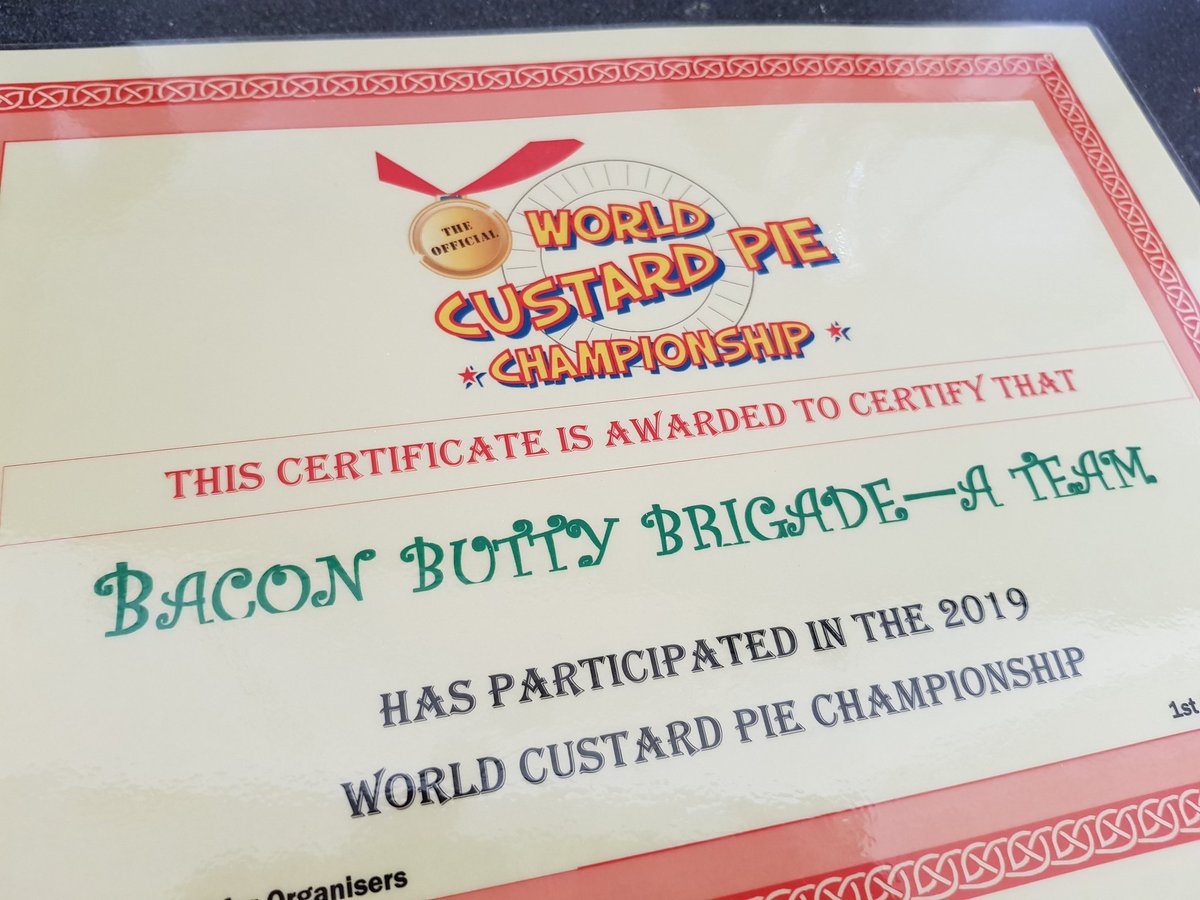 THE
OFFICIAL
WORLD
CUSTARD PIE
CHAMPIONSHIP
THIS CERTIFICATE IS AWARDED TO CERTIFY THAT
BACON BUTTY BRIGADE—A TEAM
HAS PARTICIPATED IN THE 2019
WORLD CUSTARD PIE CHAMPIONSHIP
1st
Organisers